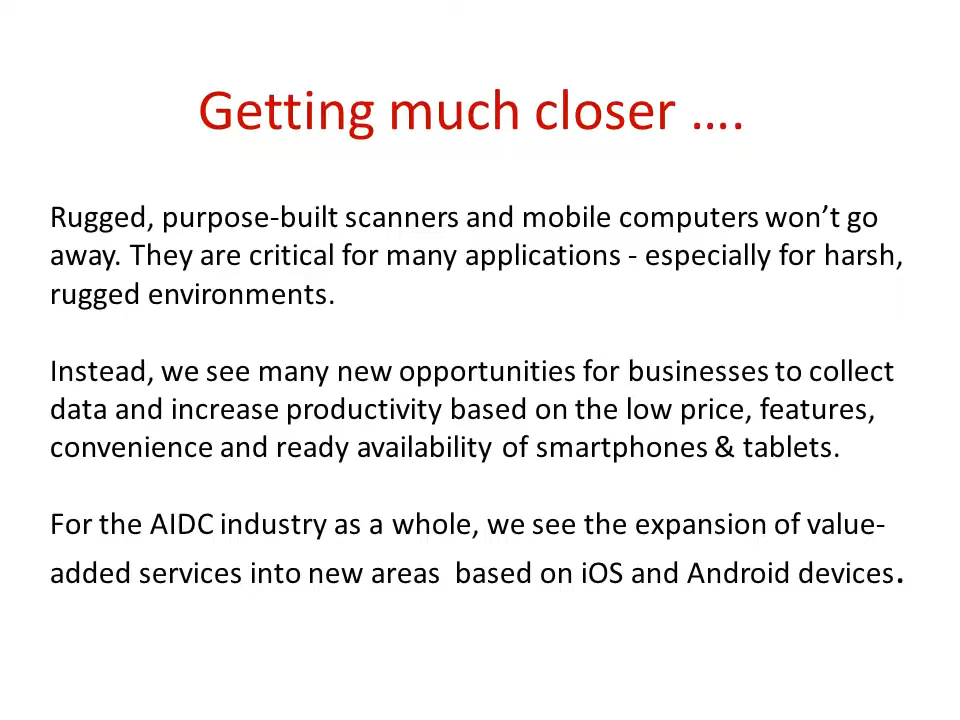 Getting much closer ….
Rugged, purpose-built scanners and mobile computers won’t go
away. They are critical for many applications - especially for harsh,
rugged environments.
Instead, we see many new opportunities for businesses to collect
data and increase productivity based on the low price, features,
convenience and ready availability of smartphones & tablets.
For the AIDC industry as a whole, we see the expansion of value-
added services into new areas  based on iOS and Android devices.